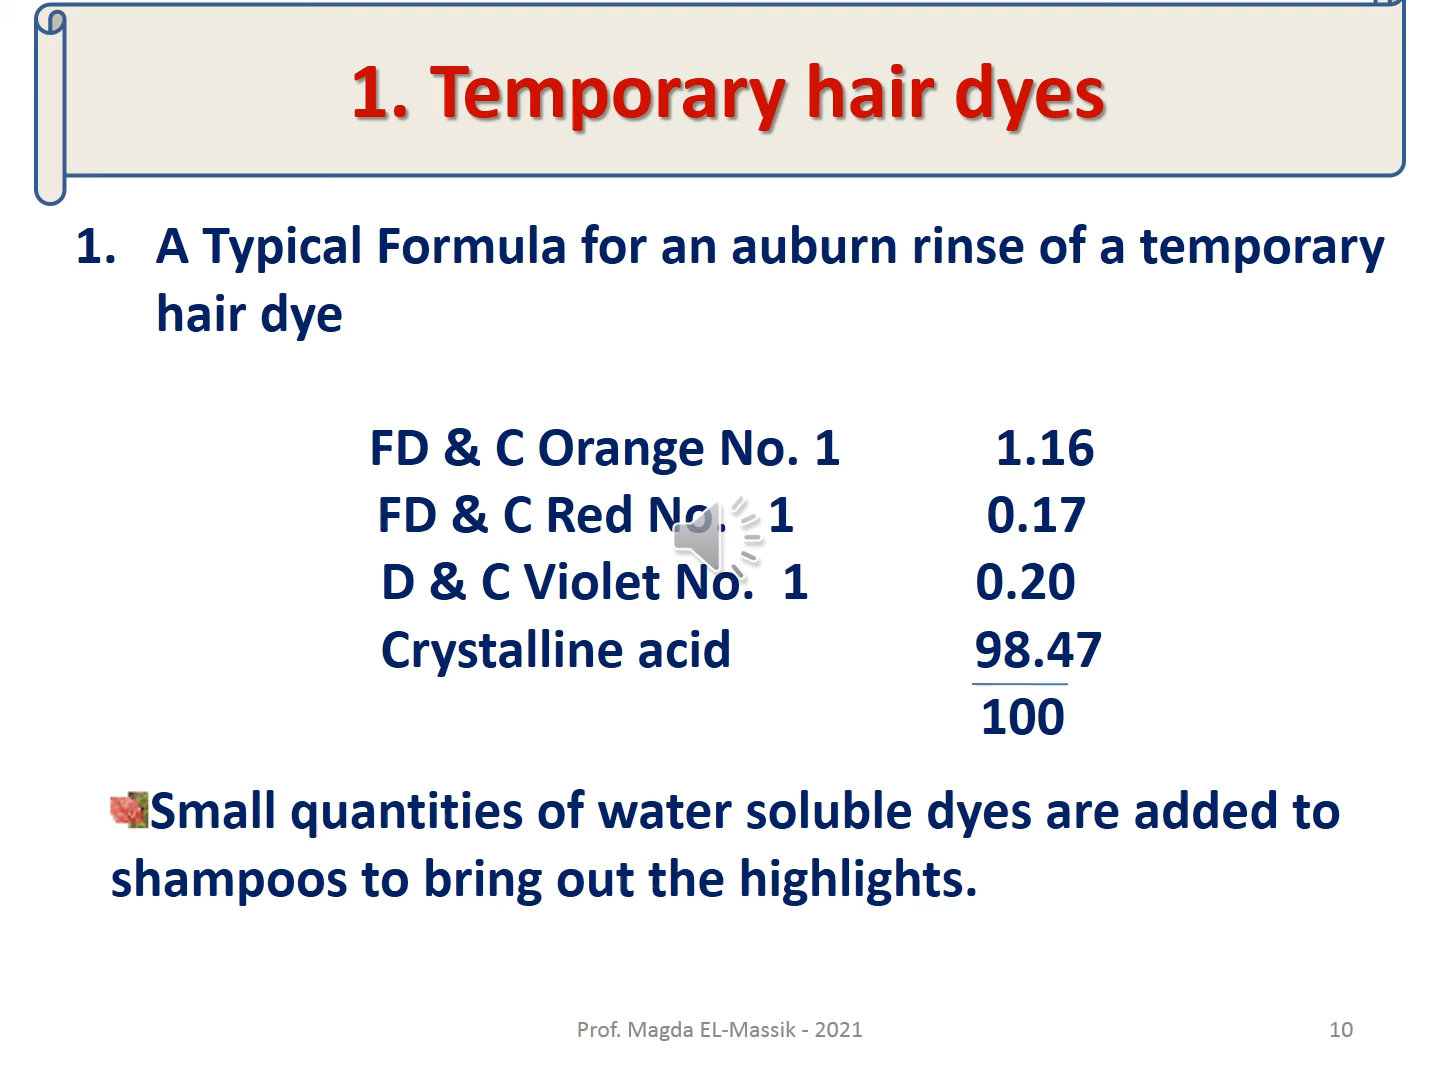 1. Temporary hair dyes
1. A Typical Formula for an auburn rinse of a temporary
hair dye
FD & C Orange No. 1 1.16
FD & C Red No. 1 0.17
D & C Violet No. 1 0.20
Crystalline acid 98.47
100
Small quantities of water soluble dyes are added to
shampoos to bring out the highlights.
Prof. Magda EL-Massik - 2021 10